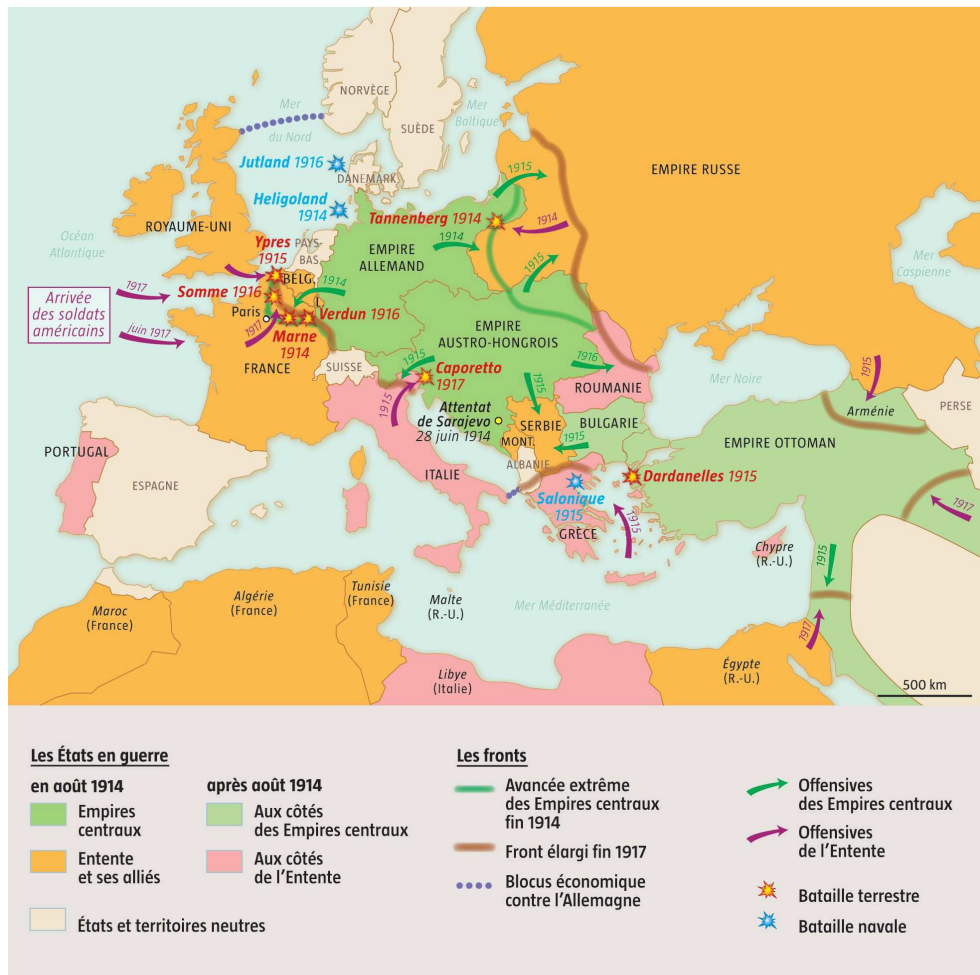 NORVÈGE
SUÈDE
Mer
du Nord
Mer
Baltique
Jutland 1916
DANEMARK
Heligoland
1914
1915
EMPIRE RUSSE
Tannenberg 1914
1914
ROYAUME-UNI
Océan
Atlantique
Ypres
1915
PAYS-
BAS
EMPIRE
ALLEMAND
1914
1915
Mer
Caspienne
BELG.
1917
Arrivée
des soldats
américains
juin 1917
Somme 1916
1914
L.
Paris
Verdun 1916
1917
Marne
1914
FRANCE
SUISSE
EMPIRE
AUSTRO-HONGROIS
1915
Caporetto
1917
1915
1916
1915
ROUMANIE
Mer Noire
1915
Arménie
PERSE
Attentat
de Sarajevo
28 juin 1914
SERBIE
MONT.
BULGARIE
1915
ALBANIE
EMPIRE OTTOMAN
PORTUGAL
ESPAGNE
ITALIE
Dardanelles 1915
Salonique
1915
1915
GRÈCE
1917
Chypre
(R.-U.)
1915
1917
Maroc
(France)
Algérie
(France)
Tunisie
(France)
Malte
(R.-U.)
Mer Méditerranée
Libye
(Italie)
Égypte
(R.-U.)
500 km
Les États en guerre
en août 1914
Empires
centraux
Entente
et ses alliés
après août 1914
Aux côtés
des Empires centraux
Aux côtés
de l'Entente
États et territoires neutres
Les fronts
Avancée extrême
des Empires centraux
fin 1914
Front élargi fin 1917
Blocus économique
contre l'Allemagne
Offensives
des Empires centraux
Offensives
de l'Entente
Bataille terrestre
Bataille navale